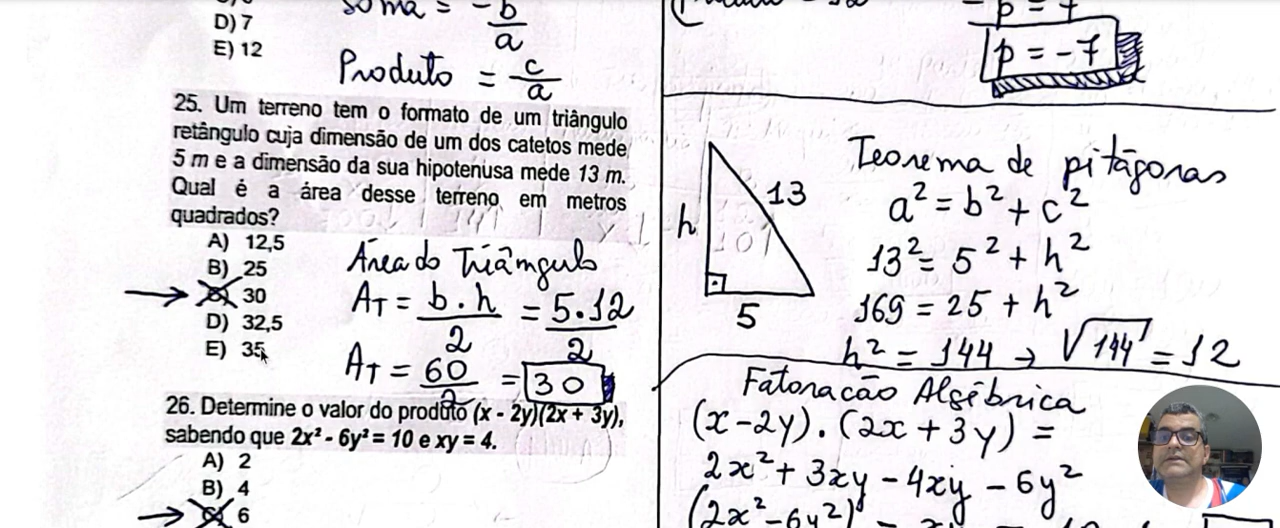 D) 7
E) 12
Soma = -b/a
Produto = c/a
p = -7
25. Um terreno tem o formato de um triângulo
retângulo cuja dimensão de um dos catetos mede
5 m e a dimensão da sua hipotenusa mede 13 m.
Qual é a área desse terreno, em metros
quadrados?
A) 12,5
B) 25
30
D) 32,5
E) 35
Área do Triângulo
A_T = b.h/2 = 5.12/2
A_T = 60/2 = 30
h
13
5
Teorema de pitágoras
a² = b² + c²
13² = 5² + h²
169 = 25 + h²
h² = 144 → √144 = 12
26. Determine o valor do produto (x - 2y)(2x + 3y),
sabendo que 2x² - 6y² = 10 e xy = 4.
A) 2
B) 4
6
Fatoração Algébrica
(x-2y).(2x+3y) =
2x² + 3xy - 4xy - 6y²
(2x²-6y²)